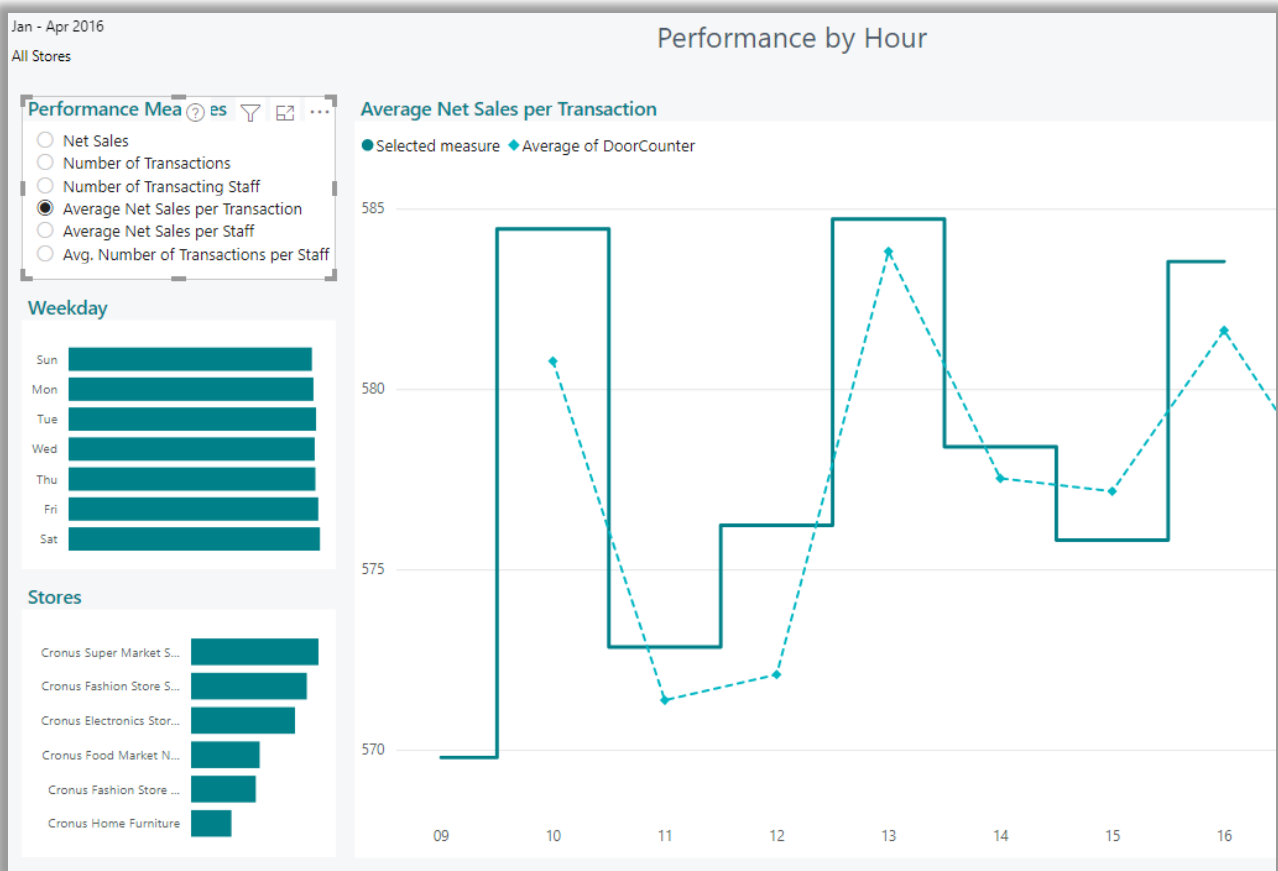 Jan - Apr 2016
All Stores
Performance by Hour
Performance Mea es
Net Sales
Number of Transactions
Number of Transacting Staff
Average Net Sales per Transaction
Average Net Sales per Staff
Avg. Number of Transactions per Staff
Weekday
Sun
Mon
Tue
Wed
Thu
Fri
Sat
Stores
Cronus Super Market S...
Cronus Fashion Store S...
Cronus Electronics Stor...
Cronus Food Market N...
Cronus Fashion Store ...
Cronus Home Furniture
Average Net Sales per Transaction
Selected measure Average of DoorCounter
585
580
575
570
09 10 11 12 13 14 15 16